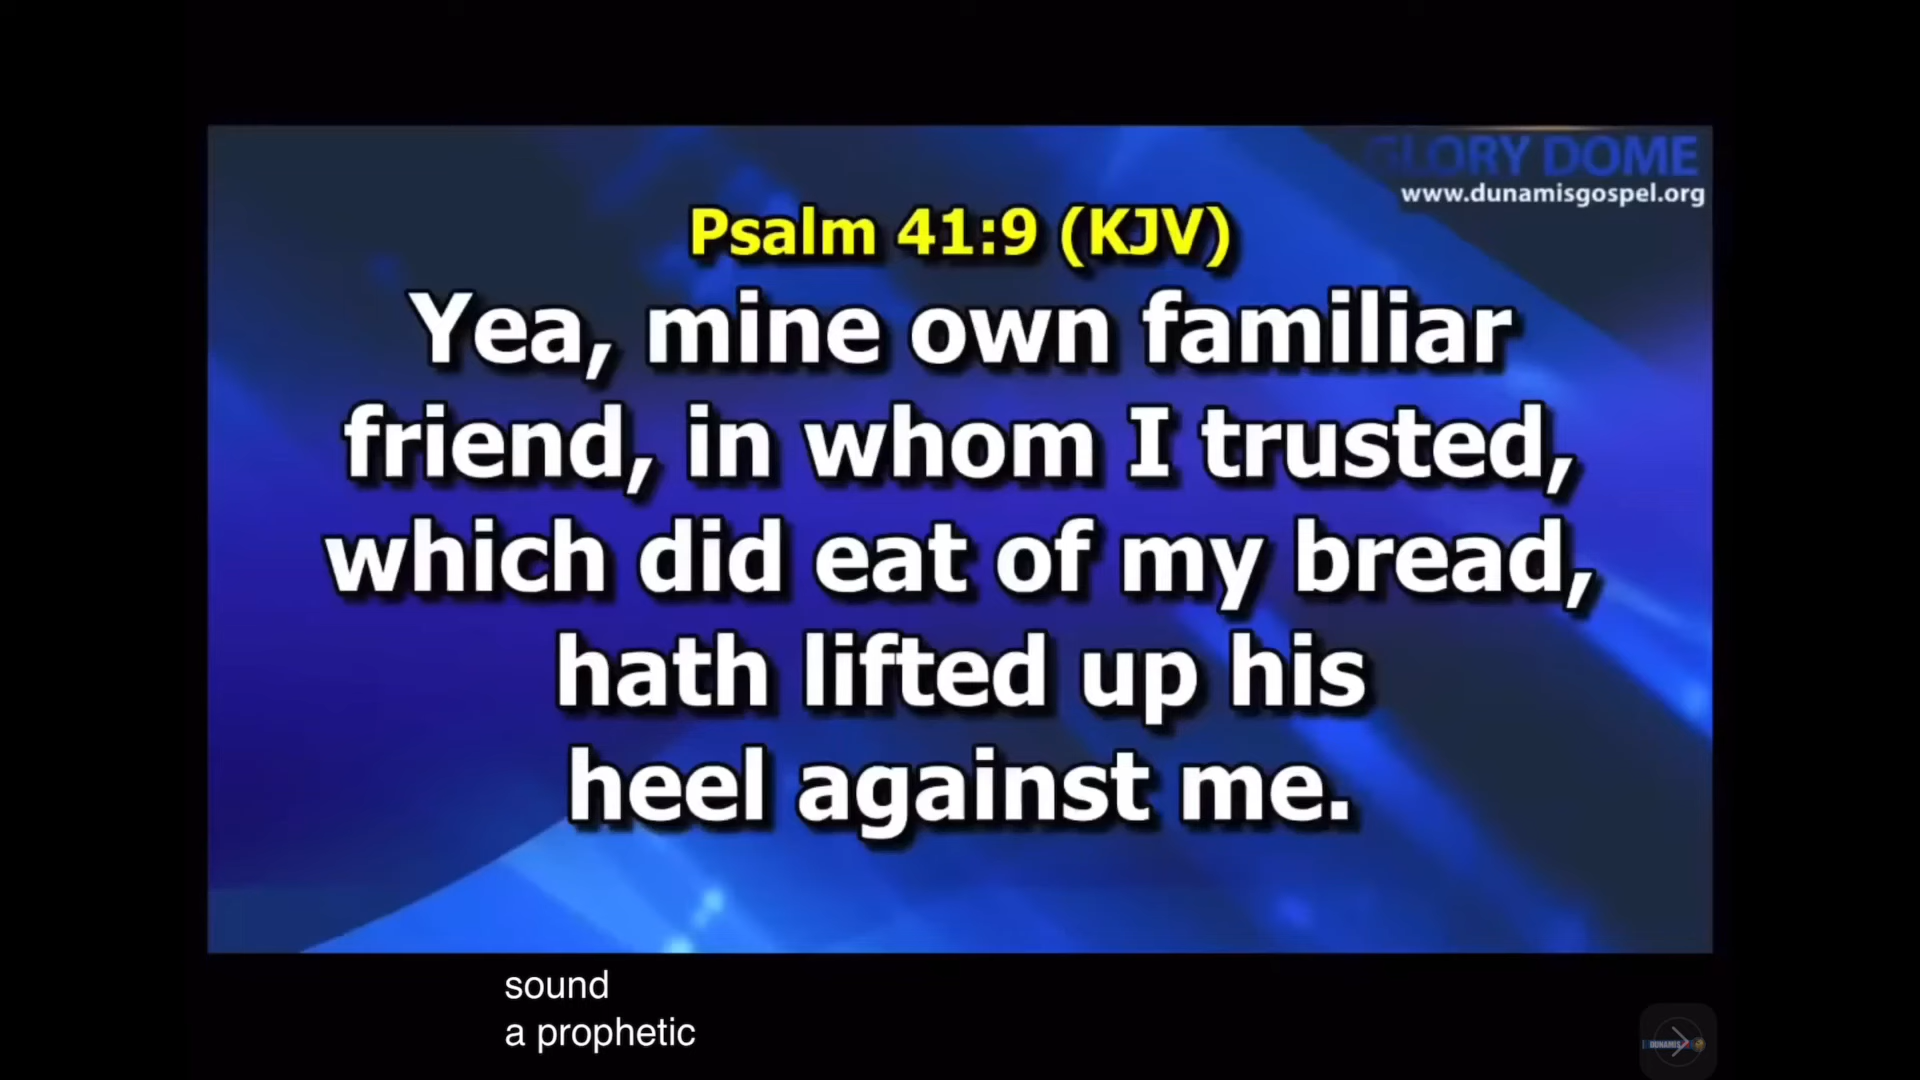 GLORY DOME
www.dunamisgospel.org
Psalm 41:9 (KJV)
Yea, mine own familiar
friend, in whom I trusted,
which did eat of my bread,
hath lifted up his
heel against me.
sound
a prophetic
DUNAMIS